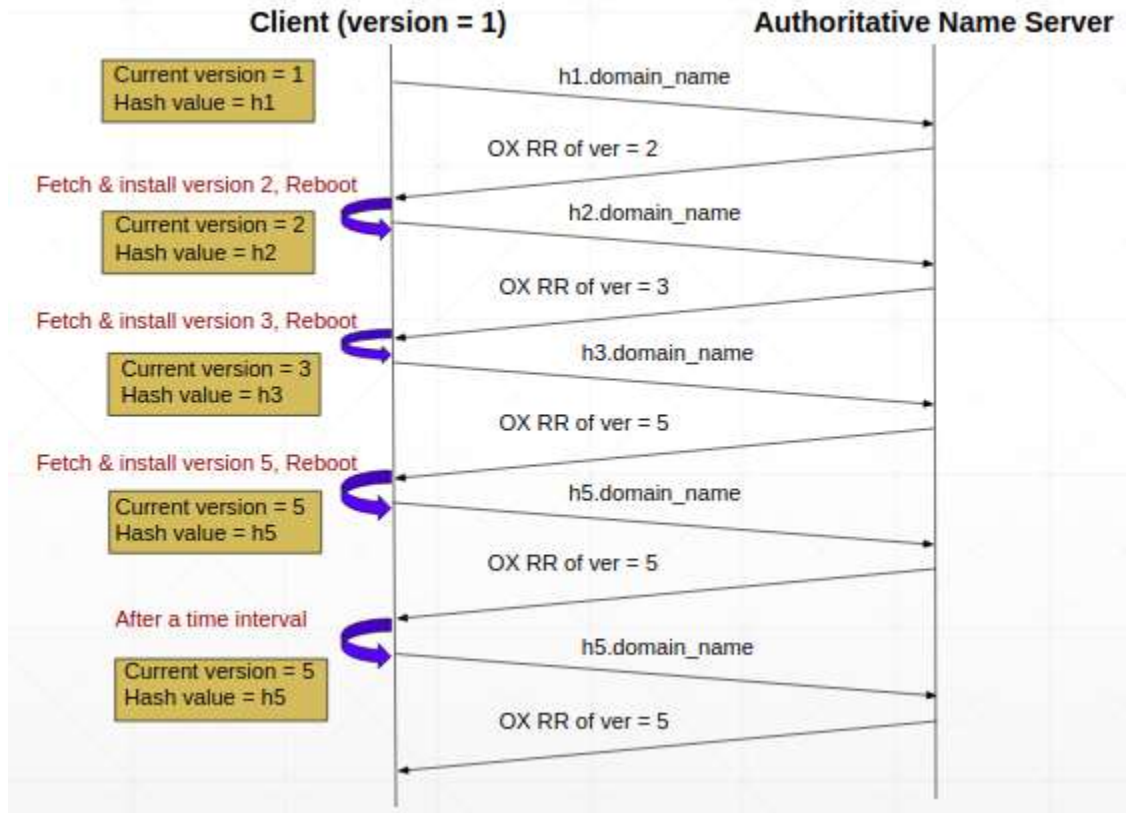 Client (version = 1)
Authoritative Name Server
Current version = 1
Hash value = h1
h1.domain_name
OX RR of ver = 2
Fetch & install version 2, Reboot
Current version = 2
Hash value = h2
h2.domain_name
OX RR of ver = 3
Fetch & install version 3, Reboot
Current version = 3
Hash value = h3
h3.domain_name
OX RR of ver = 5
Fetch & install version 5, Reboot
Current version = 5
Hash value = h5
h5.domain_name
OX RR of ver = 5
After a time interval
Current version = 5
Hash value = h5
h5.domain_name
OX RR of ver = 5